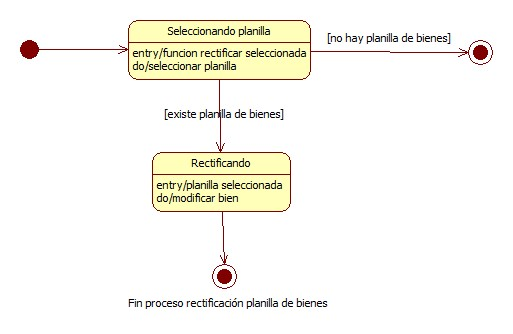 Seleccionando planilla
entry/funcion rectificar seleccionada
do/seleccionar planilla
[no hay planilla de bienes]
[existe planilla de bienes]
Rectificando
entry/planilla seleccionada
do/modificar bien
Fin proceso rectificación planilla de bienes